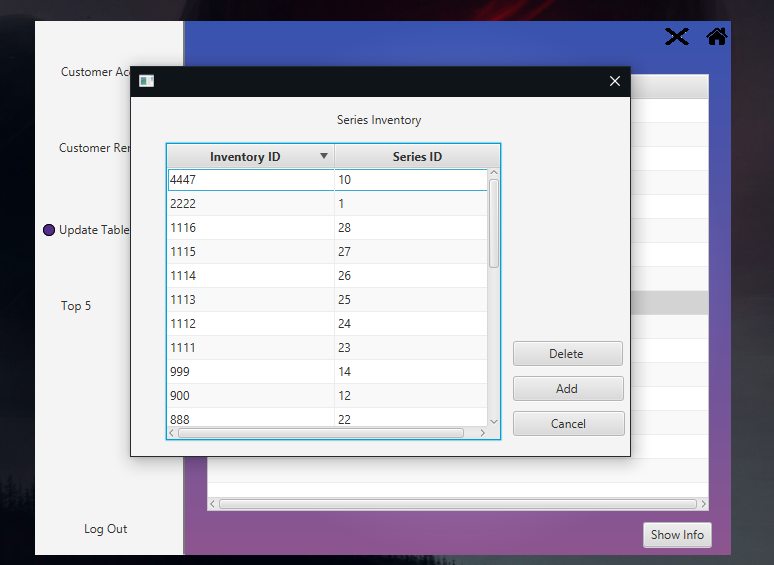 Customer Acc
Customer Ren
Update Table
Top 5
Log Out
Series Inventory
Inventory ID Series ID
4447 10
2222 1
1116 28
1115 27
1114 26
1113 25
1112 24
1111 23
999 14
900 12
888 22
Delete
Add
Cancel
Show Info